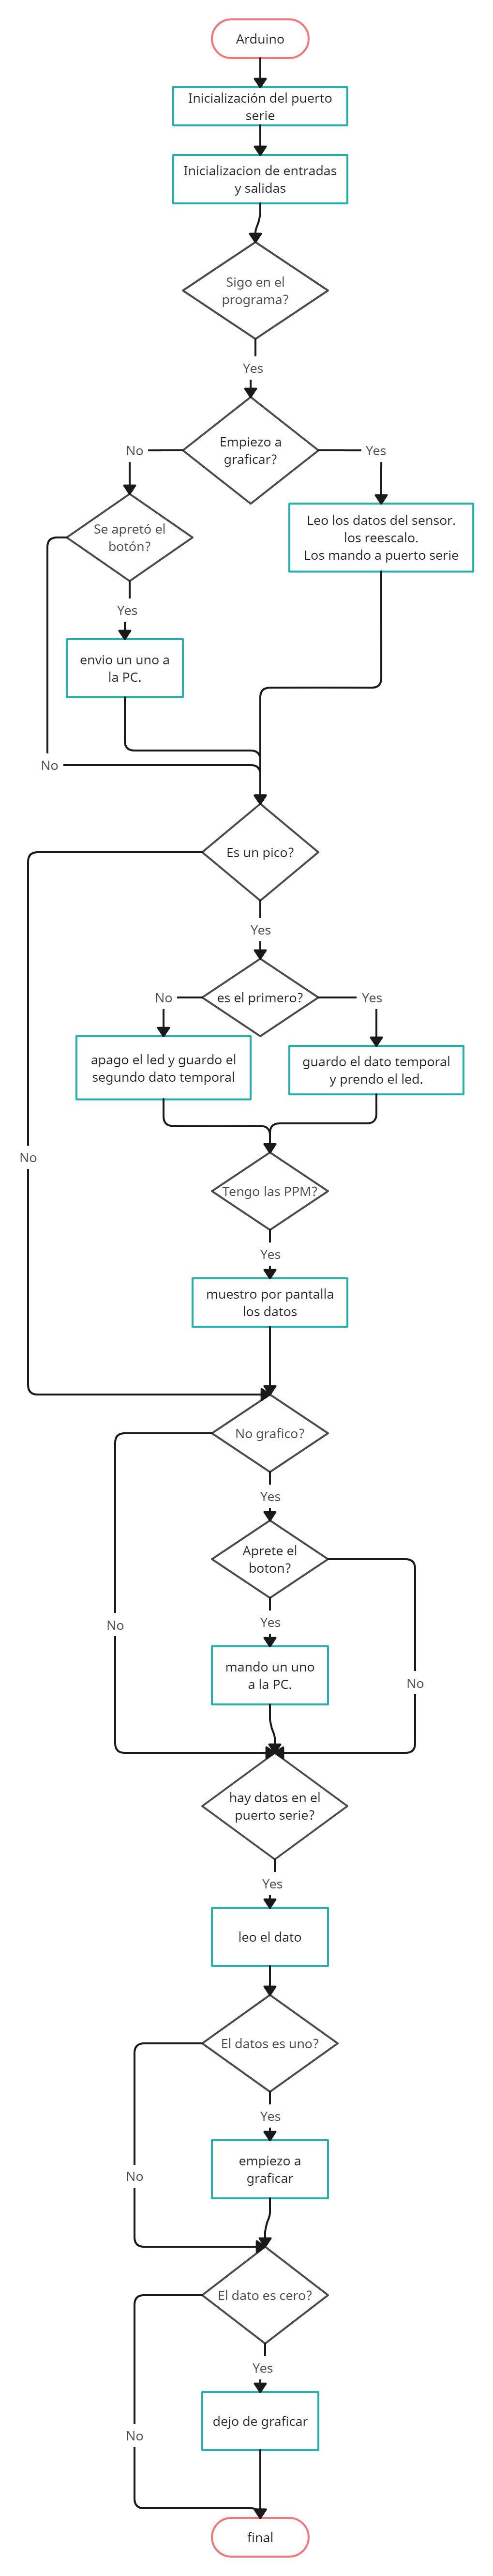 Arduino
Inicialización del puerto
serie
Inicializacion de entradas
y salidas
Sigo en el
programa?
Yes
Empiezo a
graficar?
No
Yes
Se apretó el
botón?
Leo los datos del sensor.
los reescalo.
Los mando a puerto serie
Yes
envio un uno a
la PC.
No
Es un pico?
Yes
No
es el primero?
Yes
apago el led y guardo el
segundo dato temporal
guardo el dato temporal
y prendo el led.
No
Tengo las PPM?
Yes
muestro por pantalla
los datos
No grafico?
Yes
Aprete el
boton?
Yes
No
mando un uno
a la PC.
No
hay datos en el
puerto serie?
Yes
leo el dato
El datos es uno?
Yes
empiezo a
graficar
No
El dato es cero?
Yes
dejo de graficar
No
final